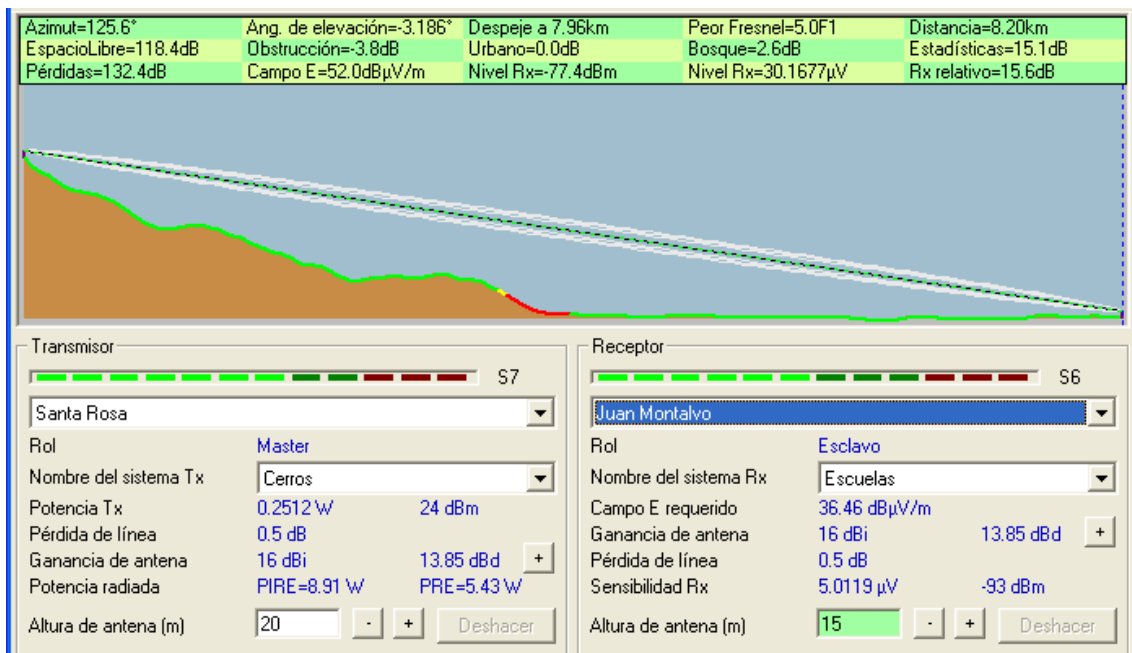 Azimut=125.6° Ang. de elevación=-3.186° Despeje a 7.96km Peor Fresnel=5.0F1 Distancia=8.20km
EspacioLibre=118.4dB Obstrucción=-3.8dB Urbano=0.0dB Bosque=2.6dB Estadísticas=15.1dB
Pérdidas=132.4dB Campo E=52.0dBµV/m Nivel Rx=-77.4dBm Nivel Rx=30.1677µV Rx relativo=15.6dB
Transmisor
S7
Santa Rosa
Rol Master
Nombre del sistema Tx Cerros
Potencia Tx 0.2512 W 24 dBm
Pérdida de línea 0.5 dB
Ganancia de antena 16 dBi 13.85 dBd +
Potencia radiada PIRE=8.91 W PRE=5.43 W
Altura de antena (m) 20 - + Deshacer
Receptor
S6
Juan Montalvo
Rol Esclavo
Nombre del sistema Rx Escuelas
Campo E requerido 36.46 dBµV/m
Ganancia de antena 16 dBi 13.85 dBd +
Pérdida de línea 0.5 dB
Sensibilidad Rx 5.0119 µV -93 dBm
Altura de antena (m) 15 - + Deshacer